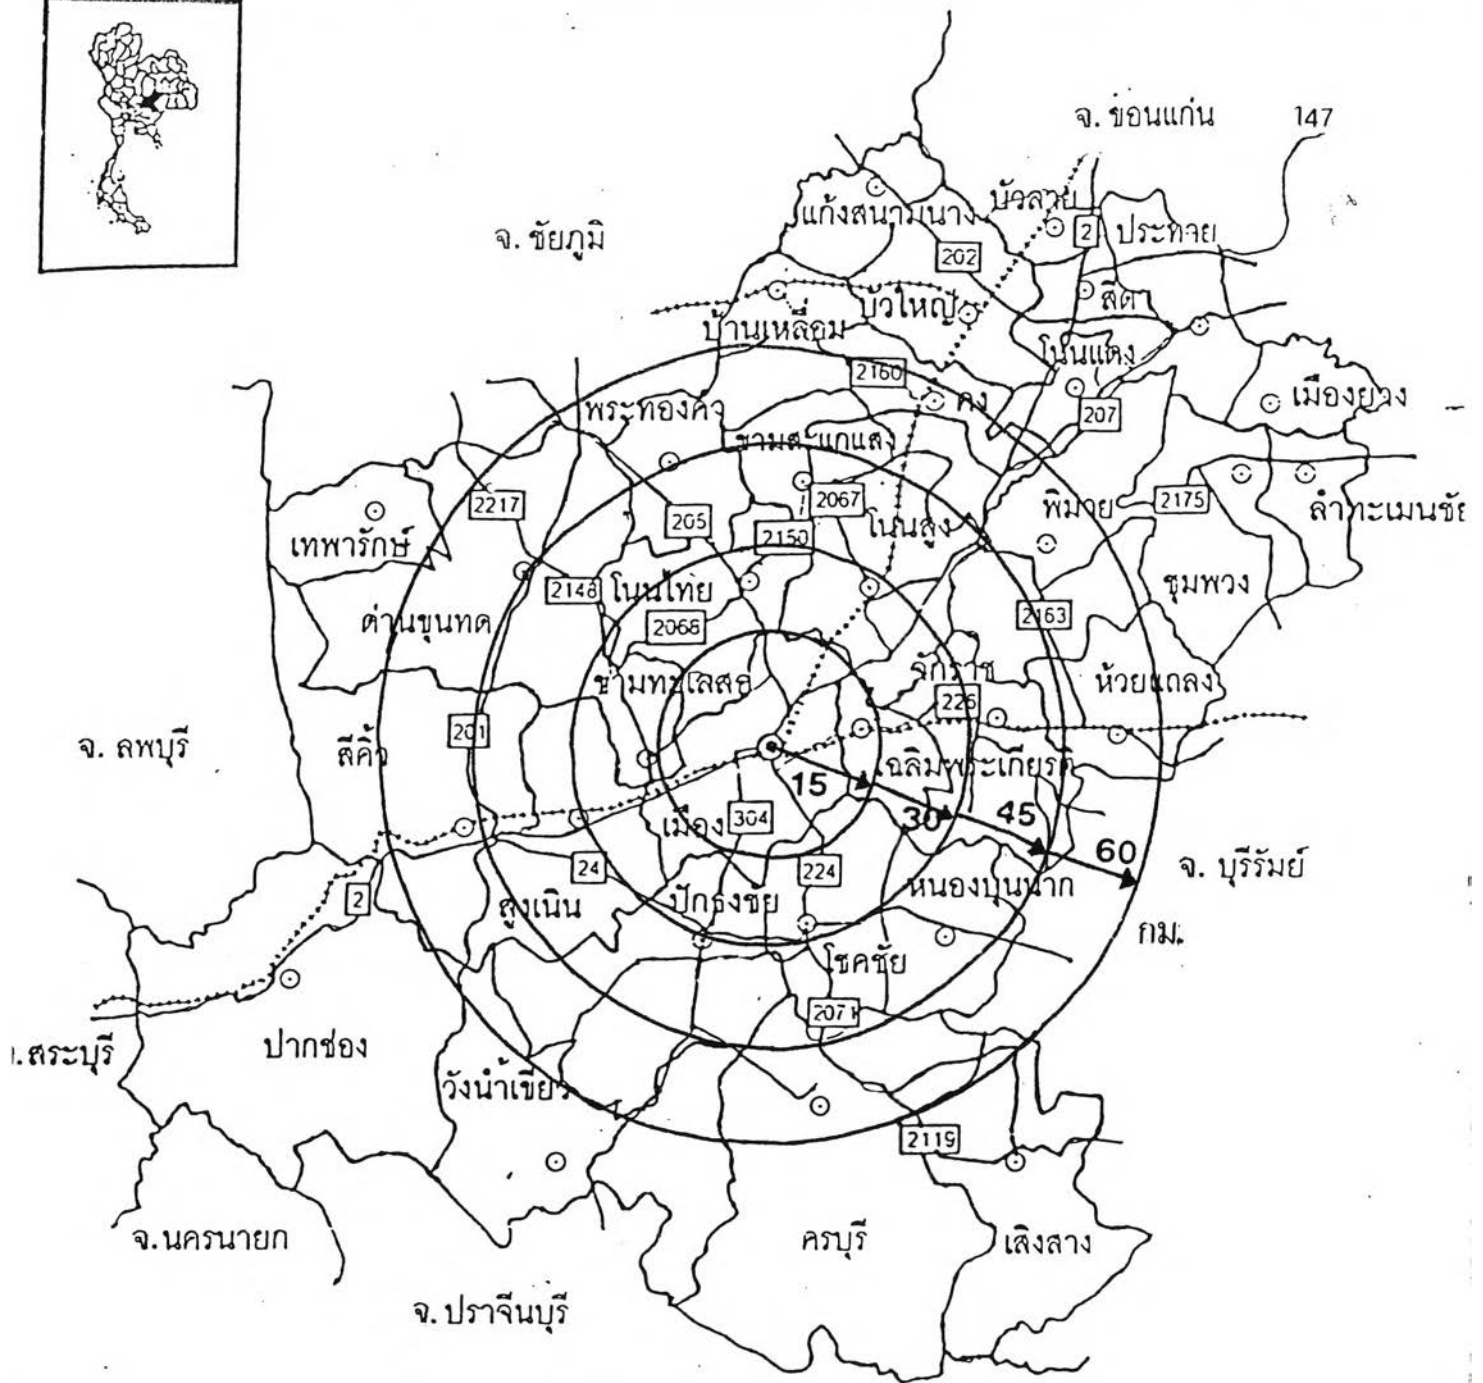 จ. ขอนแก่น
147
จ. ชัยภูมิ
แก้งสนามนาง
บัวลาย
2
ประทาย
202
สีดา
บัวใหญ่
บ้านเหลื่อม
โนนแดง
2160
คง
เมืองยาง
207
พระทองคำ
ขามสะแกแสง
2217
205
2067
2150
โนนสูง
พิมาย
2175
ลำทะเมนชัย
เทพารักษ์
2148
โนนไทย
ชุมพวง
2068
2163
ด่านขุนทด
ขามทะเลสอ
จักราช
ห้วยแถลง
226
จ. ลพบุรี
สีคิ้ว
201
เฉลิมพระเกียรติ
15
30
45
60
เมือง
304
24
224
จ. บุรีรัมย์
2
สูงเนิน
ปักธงชัย
หนองบุนนาก
กม.
โชคชัย
2071
จ.สระบุรี
ปากช่อง
วังน้ำเขียว
2119
จ.นครนายก
ครบุรี
เสิงสาง
จ. ปราจีนบุรี